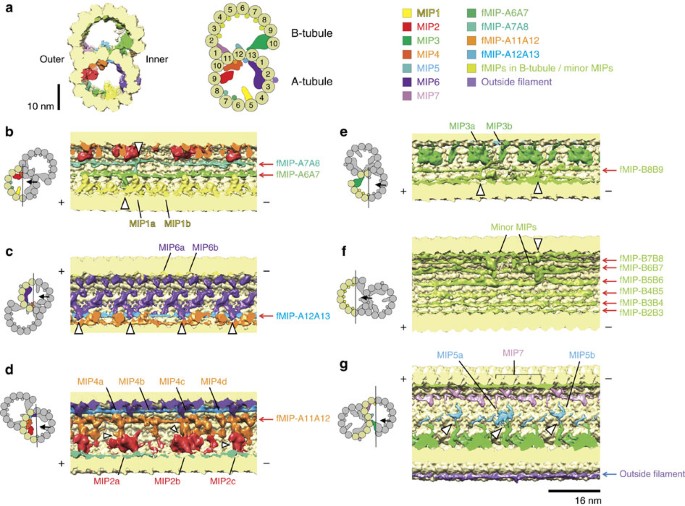 a
Outer
Inner
10 nm
B-tubule
A-tubule
10
9
8
7
6
5
4
3
2
1
11
12
13
10
9
8
7
6
5
4
3
2
1
MIP1
MIP2
MIP3
MIP4
MIP5
MIP6
MIP7
fMIP-A6A7
fMIP-A7A8
fMIP-A11A12
fMIP-A12A13
fMIPs in B-tubule / minor MIPs
Outside filament
b
fMIP-A7A8
fMIP-A6A7
+
−
MIP1a MIP1b
c
MIP6a MIP6b
+
−
fMIP-A12A13
d
MIP4a MIP4b MIP4c MIP4d
fMIP-A11A12
+
−
MIP2a MIP2b MIP2c
e
MIP3a MIP3b
fMIP-B8B9
+
−
f
Minor MIPs
fMIP-B7B8
fMIP-B6B7
fMIP-B5B6
fMIP-B4B5
fMIP-B3B4
fMIP-B2B3
g
MIP5a MIP7 MIP5b
+
−
Outside filament
16 nm